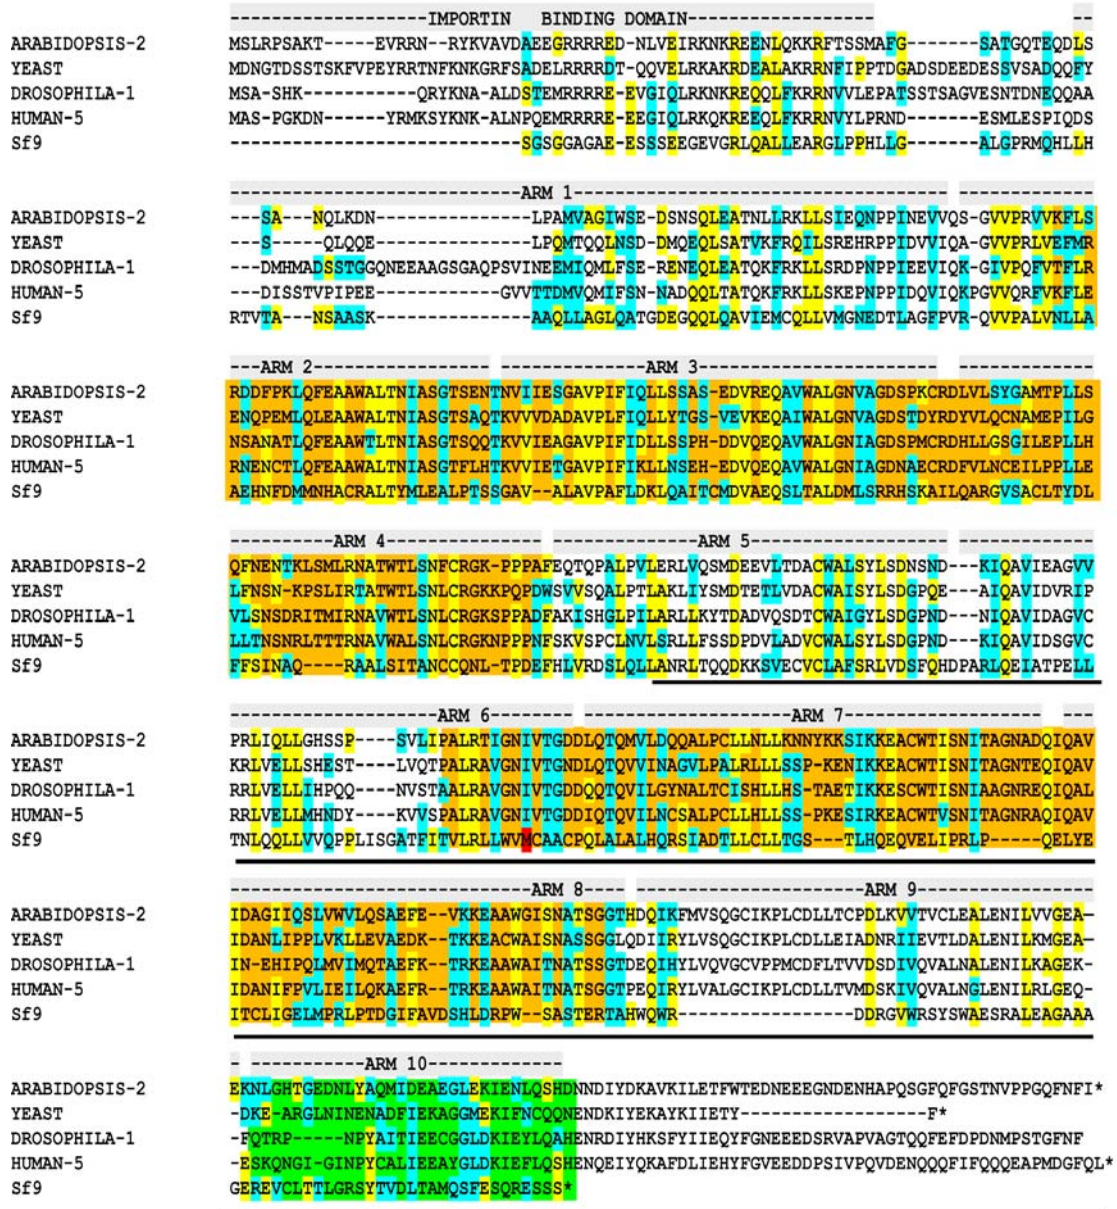 ------------------IMPORTIN   BINDING DOMAIN-----------------                   --
ARABIDOPSIS-2 MSLRPSAKT-----EVRRN--RYKVAVDAEEGRRRRED-NLVEIRKNKREENLQKKRFTSSMAFG-------SATGQTEQDLS
YEAST MDNGTDSSTSKFVPEYRRTNFKNKGRFSADELRRRRDT-QQVELRKAKRDEALAKRRNFIPPTDGADSDEEDESSVSADQQFY
DROSOPHILA-1 MSA-SHK-----------QRYKNA-ALDSTEMRRRRE-EVGIQLRKNKREQQLFKRRNVVLEPATSSTSAGVESNTDNEQQAA
HUMAN-5 MAS-PGKDN------YRMKSYKNK-ALNPQEMRRRRE-EEGIQLRKQKREEQLFKRRNVYLPRND------ESMLESPIQDS
Sf9 ----------------------------SGSGGAGAE-ESSSEEGEVGRLQALLEARGLPPHLLG-------ALGPRMQHLLH
----------------------------ARM 1------------------------------------ -------------
ARABIDOPSIS-2 ---SA---NQLKDN---------------LPAMVAGIWSE-DSNSQLEATNLLRKLLSIEQNPPINEVVQS-GVVPRVVKFLS
YEAST ---S-----QLQQE---------------LPQMTQQLNSD-DMQEQLSATVKFRQILSREHRPPIDVVIQA-GVVPRLVEFMR
DROSOPHILA-1 ---DMHMADSSTGGQNEEAAGSGAQPSVINEEMIQMLFSE-RENEQLEATQKFRKLLSRDPNPPIEEVIQK-GIVPQFVTFLR
HUMAN-5 ---DISSTVPIPEE------------GVVTTDMVQMIFSN-NADQQLTATQKFRKLLSKEPNPPIDQVIQKPGVVQRFVKFLE
Sf9 RTVTA---NSAASK---------------AAQLLAGLQATGDEGQQLQAVIEMCQLLVMGNEDTLAGFPVR-QVVPALVNLLA
---ARM 2----------------- --------------ARM 3----------------------- -------------
ARABIDOPSIS-2 RDDFPKLQFEAAWALTNIASGTSENTNVIIESGAVPIFIQLLSSAS-EDVREQAVWALGNVAGDSPKCRDLVLSYGAMTPLLS
YEAST ENQPEMLQLEAAWALTNIASGTSAQTKVVVDADAVPLFIQLLYTGS-VEVKEQAIWALGNVAGDSTDYRDYVLQCNAMEPILG
DROSOPHILA-1 NSANATLQFEAAWTLTNIASGTSQQTKVVIEAGAVPIFIDLLSSPH-DDVQEQAVWALGNIAGDSPMCRDHLLGSGILEPLLH
HUMAN-5 RNENCTLQFEAAWALTNIASGTFLHTKVVIETGAVPIFIKLLNSEH-EDVQEQAVWALGNIAGDNAECRDFVLNCEILPPLLE
Sf9 AEHNFDMMNHACRALTYMLEALPTSSGAV--ALAVPAFLDKLQAITCMDVAEQSLTALDMLSRRHSKAILQARGVSACLTYDL
----------ARM 4--------------- --------------ARM 5------------------- --------------
ARABIDOPSIS-2 QFNENTKLSMLRNATWTLSNFCRGK-PPPAFEQTQPALPVLERLVQSMDEEVLTDACWALSYLSDNSND---KIQAVIEAGVV
YEAST LFNSN-KPSLIRTATWTLSNLCRGKKPQPDWSVVSQALPTLAKLIYSMDTETLVDACWAISYLSDGPQE---AIQAVIDVRIP
DROSOPHILA-1 VLSNSDRITMIRNAVWTLSNLCRGKSPPADFAKISHGLPILARLLKYTDADVQSDTCWAIGYLSDGPND---NIQAVIDAGVC
HUMAN-5 LLTNSNRLTTTRNAVWALSNLCRGKNPPPNFSKVSPCLNVLSRLLFSSDPDVLADVCWALSYLSDGPND---KIQAVIDSGVC
Sf9 FFSINAQ----RAALSITANCCQNL-TPDEFHLVRDSLQLLANRLTQQDKKSVECVCLAFSRLVDSFQHDPARLQEIATPELL
--------------------ARM 6-------- --------------------ARM 7------------------- ---
ARABIDOPSIS-2 PRLIQLLGHSSP----SVLIPALRTIGNIVTGDDLQTQMVLDQQALPCLLNLLKNNYKKSIKKEACWTISNITAGNADQIQAV
YEAST KRLVELLSHEST----LVQTPALRAVGNIVTGNDLQTQVVINAGVLPALRLLLSSP-KENIKKEACWTISNITAGNTEQIQAV
DROSOPHILA-1 RRLVELLIHPQQ----NVSTAALRAVGNIVTGDDQQTQVILGYNALTCISHLLHS-TAETIKKESCWTISNIAAGNREQIQAL
HUMAN-5 RRLVELLMHNDY----KVVSPALRAVGNIVTGDDIQTQVILNCSALPCLLHLLSS-PKESIRKEACWTVSNITAGNRAQIQAV
Sf9 TNLQQLLVVQPPLISGATFITVLRLLWVMCAACPQLALALHQRSIADTLLCLLTGS---TLHQEQVELIPRLP-----QELYE
-----------------------------ARM 8---- ----------------------ARM 9-----------------
ARABIDOPSIS-2 IDAGIIQSLVWVLQSAEFE--VKKEAAWGISNATSGGTHDQIKFMVSQGCIKPLCDLLTCPDLKVVTVCLEALENILVVGEA-
YEAST IDANLIPPLVKLLEVAEDK--TKKEACWAISNASSGGLQDIIRYLVSQGCIKPLCDLLEIADNRIIEVTLDALENILKMGEA-
DROSOPHILA-1 IN-EHIPQLMVIMQTAEFK--TRKEAAWAITNATSSGTDEQIHYLVQVGCVPPMCDFLTVVDSDIVQVALNALENILKAGEK-
HUMAN-5 IDANIFPVLIEILQKAEFR--TRKEAAWAITNATSGGTPEQIRYLVALGCIKPLCDLLTVMDSKIVQVALNGLENILRLGEQ-
Sf9 ITCLIGELMPRLPTDGIFAVDSHLDRPW--SASTERTAHWQWR-----------------DDRGVWRSYSWAESRALEAGAAA
- -----------ARM 10-------------
ARABIDOPSIS-2 EKNLGHTGEDNLYAQMIDEAEGLEKIENLQSHDNNDIYDKAVKILETFWTEDNEEEGNDENHAPQSGFQFGSTNVPPGQFNFI*
YEAST -DKE-ARGLNINENADFIEKAGGMEKIFNCQQNENDKIYEKAYKIIETY------------------F*
DROSOPHILA-1 -FQTRP-----NPYAITIEECGGLDKIEYLQAHENRDIYHKSFYIIEQYFGNEEEDSRVAPVAGTQQFEFDPDNMPSTGFNF
HUMAN-5 -ESKQNGI-GINPYCALIEEAYGLDKIEFLQSHENQEIYQKAFDLIEHYFGVEEDDPSIVPQVDENQQQFIFQQQEAPMDGFQL*
Sf9 GEREVCLTTLGRSYTVDLTAMQSFESQRESSS*